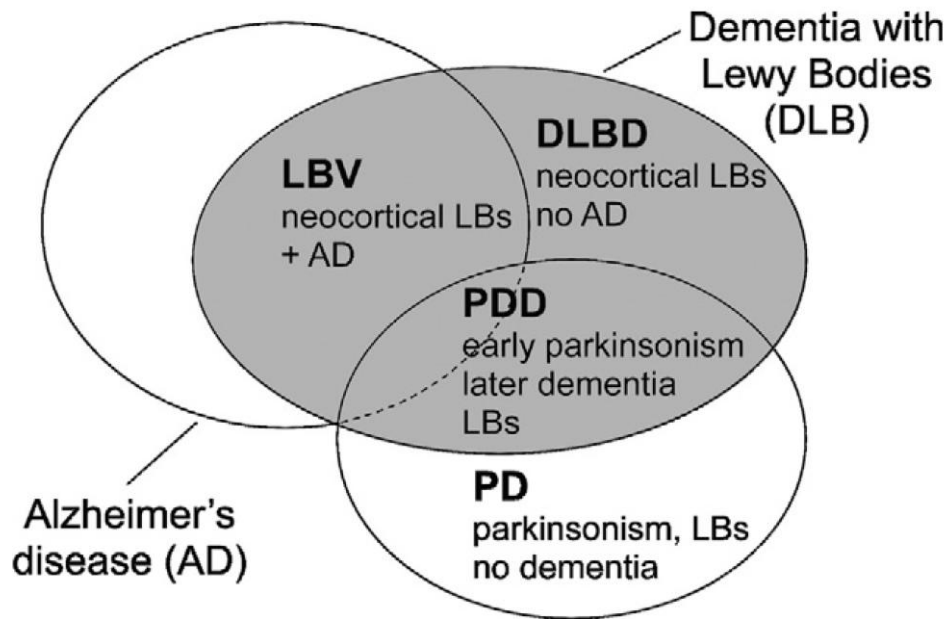 Dementia with
Lewy Bodies
(DLB)
DLBD
neocortical LBs
no AD
LBV
neocortical LBs
+ AD
PDD
early parkinsonism
later dementia
LBs
PD
parkinsonism, LBs
no dementia
Alzheimer's
disease (AD)